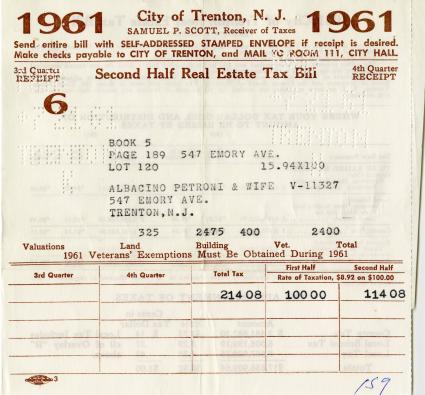 1961 City of Trenton, N. J. 1961
SAMUEL P. SCOTT, Receiver of Taxes
Send entire bill with SELF-ADDRESSED STAMPED ENVELOPE if receipt is desired.
Make checks payable to CITY OF TRENTON, and MAIL TO ROOM 111, CITY HALL.
3rd Quarter RECEIPT Second Half Real Estate Tax Bill 4th Quarter RECEIPT
6
BOOK 5
PAGE 189 547 EMORY AVE.
LOT 120 15.94X100
ALBACINO PETRONI & WIFE V-11327
547 EMORY AVE.
TRENTON,N.J.
325 2475 400 2400
Valuations Land Building Vet. Total
1961 Veterans' Exemptions Must Be Obtained During 1961
3rd Quarter 4th Quarter Total Tax First Half Second Half
Rate of Taxation, $8.92 on $100.00
214 08 100 00 114 08
3
159